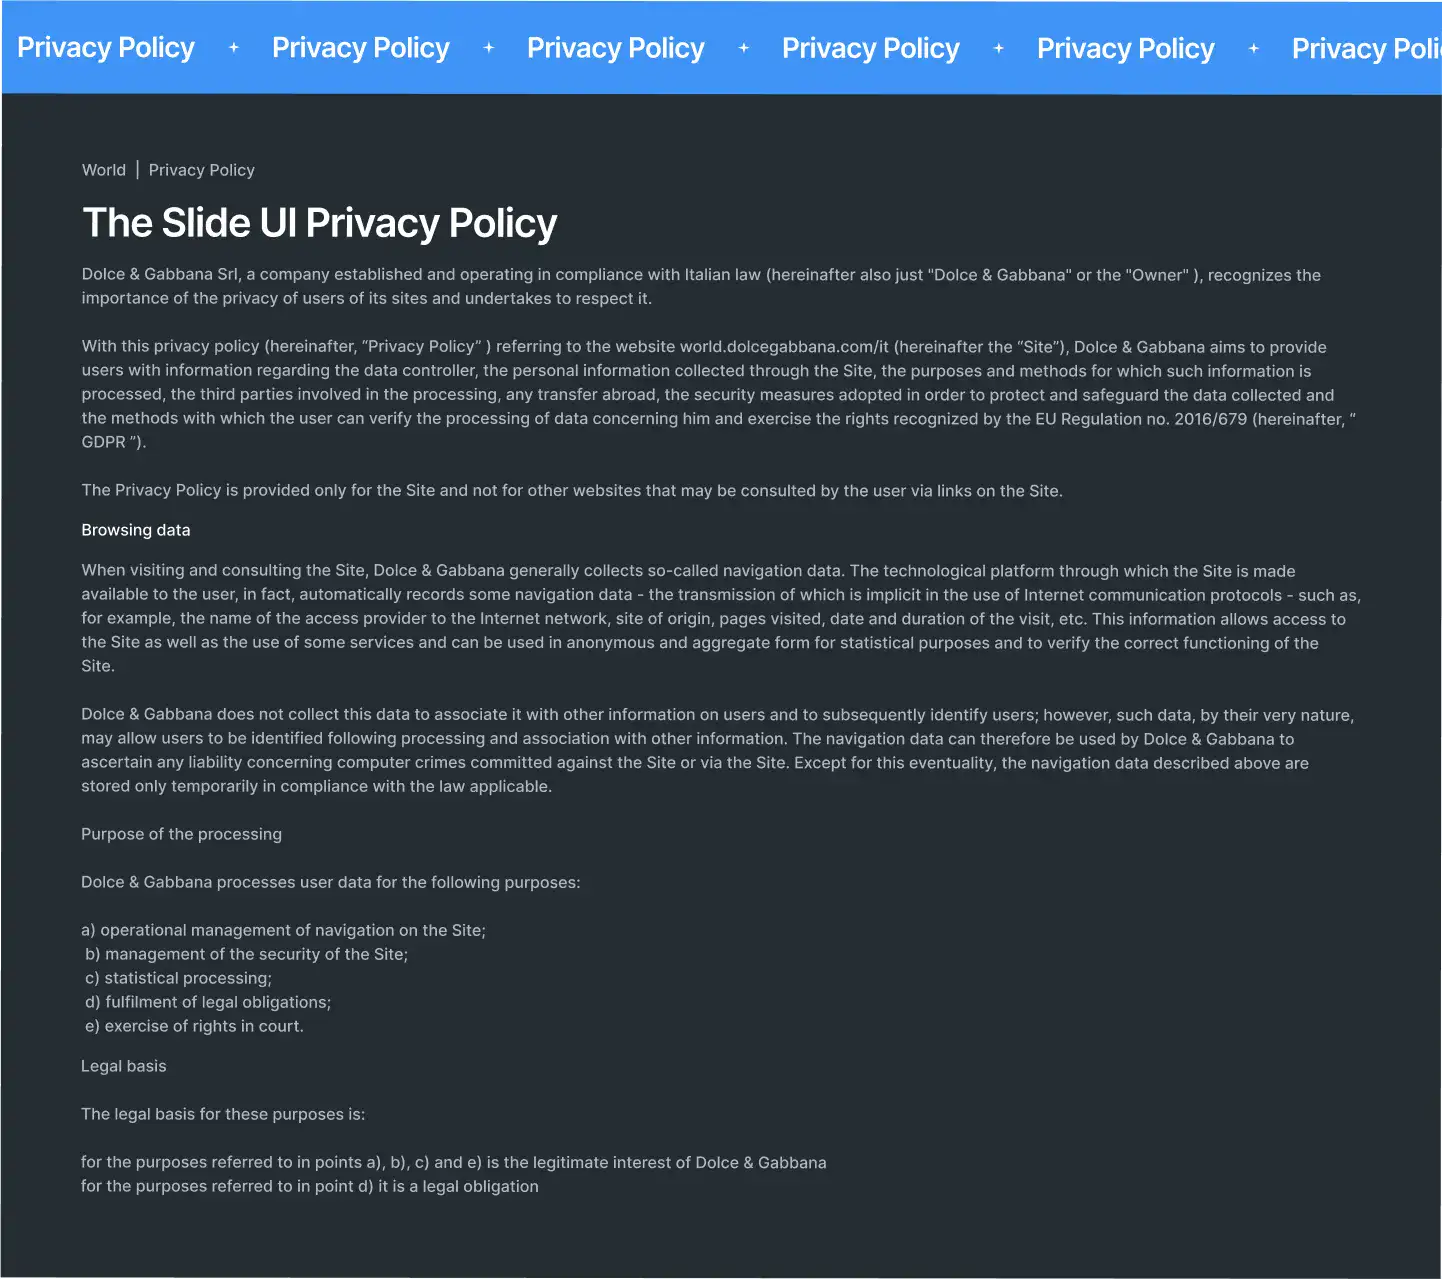 Privacy Policy + Privacy Policy + Privacy Policy + Privacy Policy + Privacy Policy + Privacy Poli
World | Privacy Policy
The Slide UI Privacy Policy
Dolce & Gabbana Srl, a company established and operating in compliance with Italian law (hereinafter also just "Dolce & Gabbana" or the "Owner" ), recognizes the
importance of the privacy of users of its sites and undertakes to respect it.
With this privacy policy (hereinafter, “Privacy Policy” ) referring to the website world.dolcegabbana.com/it (hereinafter the “Site”), Dolce & Gabbana aims to provide
users with information regarding the data controller, the personal information collected through the Site, the purposes and methods for which such information is
processed, the third parties involved in the processing, any transfer abroad, the security measures adopted in order to protect and safeguard the data collected and
the methods with which the user can verify the processing of data concerning him and exercise the rights recognized by the EU Regulation no. 2016/679 (hereinafter, “
GDPR ”).
The Privacy Policy is provided only for the Site and not for other websites that may be consulted by the user via links on the Site.
Browsing data
When visiting and consulting the Site, Dolce & Gabbana generally collects so-called navigation data. The technological platform through which the Site is made
available to the user, in fact, automatically records some navigation data - the transmission of which is implicit in the use of Internet communication protocols - such as,
for example, the name of the access provider to the Internet network, site of origin, pages visited, date and duration of the visit, etc. This information allows access to
the Site as well as the use of some services and can be used in anonymous and aggregate form for statistical purposes and to verify the correct functioning of the
Site.
Dolce & Gabbana does not collect this data to associate it with other information on users and to subsequently identify users; however, such data, by their very nature,
may allow users to be identified following processing and association with other information. The navigation data can therefore be used by Dolce & Gabbana to
ascertain any liability concerning computer crimes committed against the Site or via the Site. Except for this eventuality, the navigation data described above are
stored only temporarily in compliance with the law applicable.
Purpose of the processing
Dolce & Gabbana processes user data for the following purposes:
a) operational management of navigation on the Site;
b) management of the security of the Site;
c) statistical processing;
d) fulfilment of legal obligations;
e) exercise of rights in court.
Legal basis
The legal basis for these purposes is:
for the purposes referred to in points a), b), c) and e) is the legitimate interest of Dolce & Gabbana
for the purposes referred to in point d) it is a legal obligation